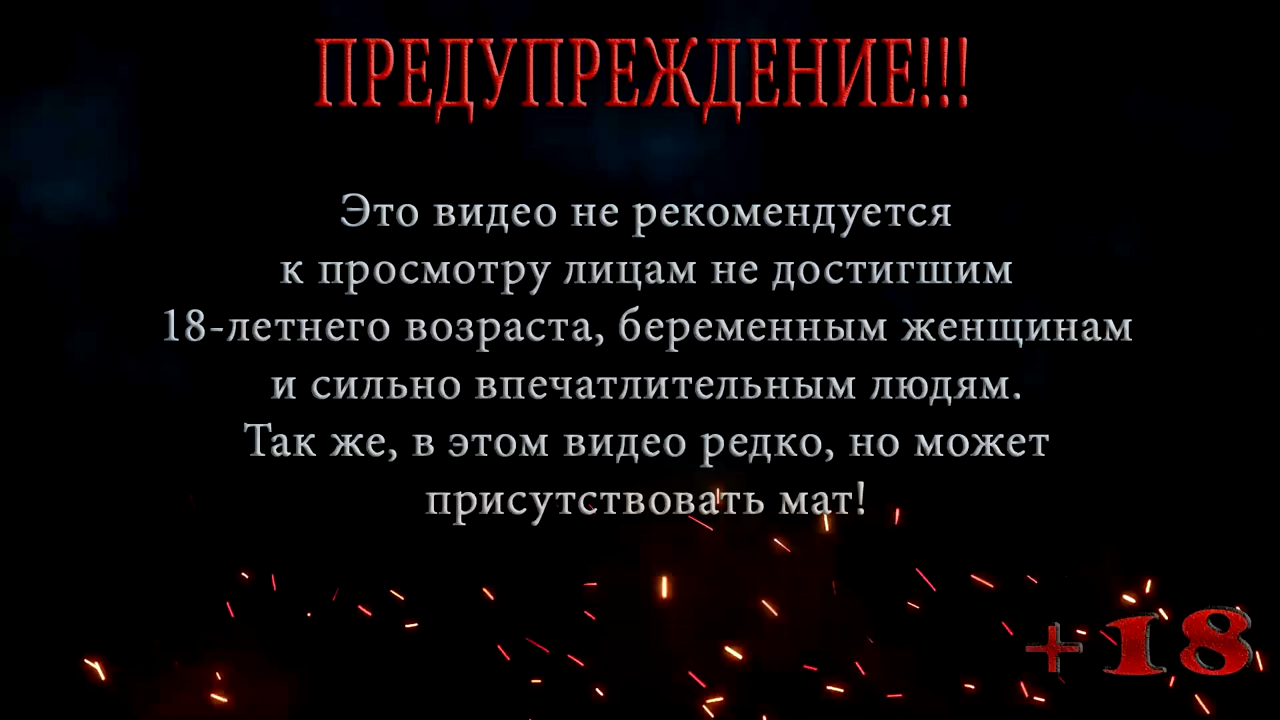 ПРЕДУПРЕЖДЕНИЕ!!!
Это видео не рекомендуется
к просмотру лицам не достигшим
18-летнего возраста, беременным женщинам
и сильно впечатлительным людям.
Так же, в этом видео редко, но может
присутствовать мат!
+18